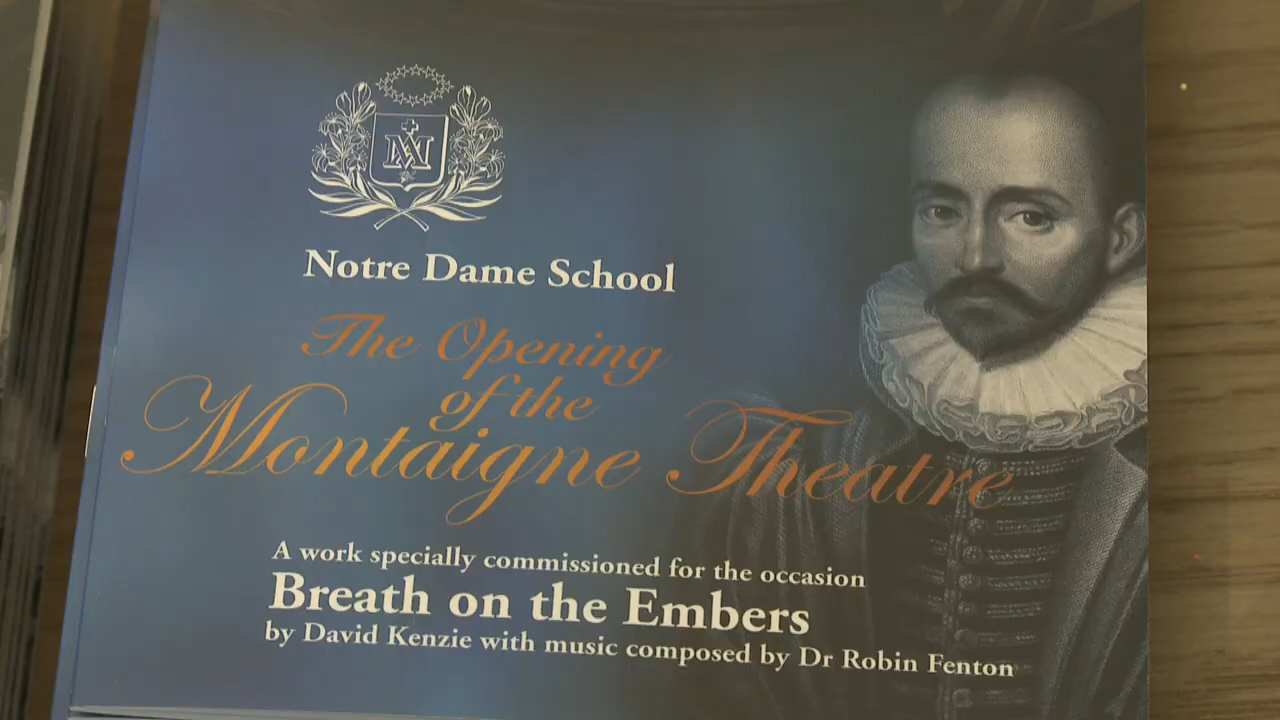 Notre Dame School
The Opening
of the
Montaigne Theatre
A work specially commissioned for the occasion
Breath on the Embers
by David Kenzie with music composed by Dr Robin Fenton